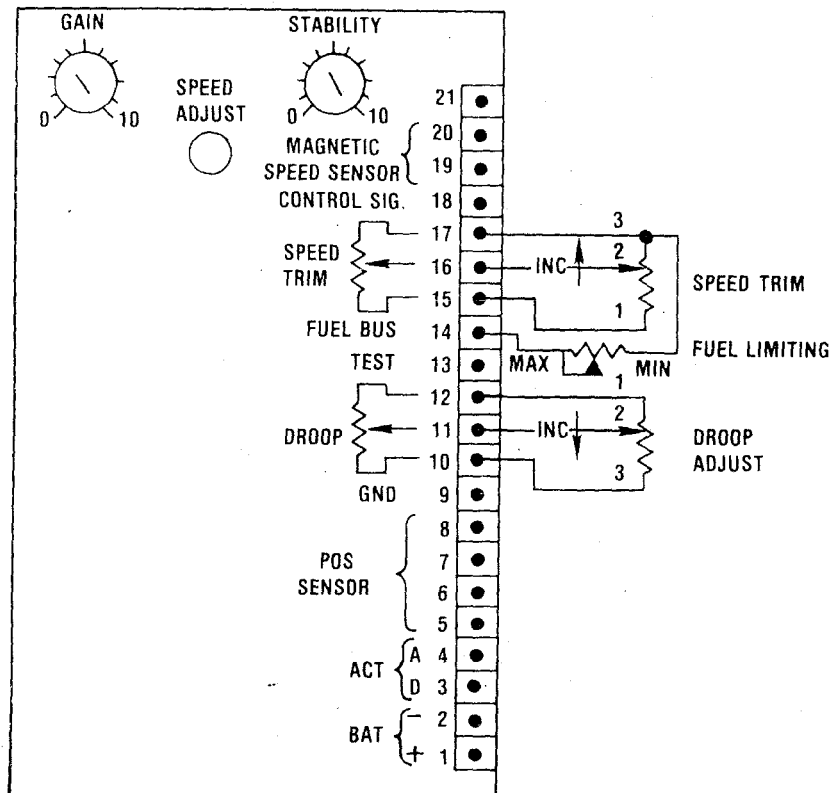 GAIN
STABILITY
0 10
SPEED
ADJUST
0 10
21
20
MAGNETIC
SPEED SENSOR
19
CONTROL SIG. 18
17
SPEED
TRIM
16
15
FUEL BUS 14
TEST 13
12
DROOP
11
10
GND 9
8
7
POS
SENSOR
6
5
ACT
A 4
D 3
BAT
− 2
+ 1
3
2
INC
1
SPEED TRIM
MAX
MIN
FUEL LIMITING
1
2
INC
3
DROOP
ADJUST